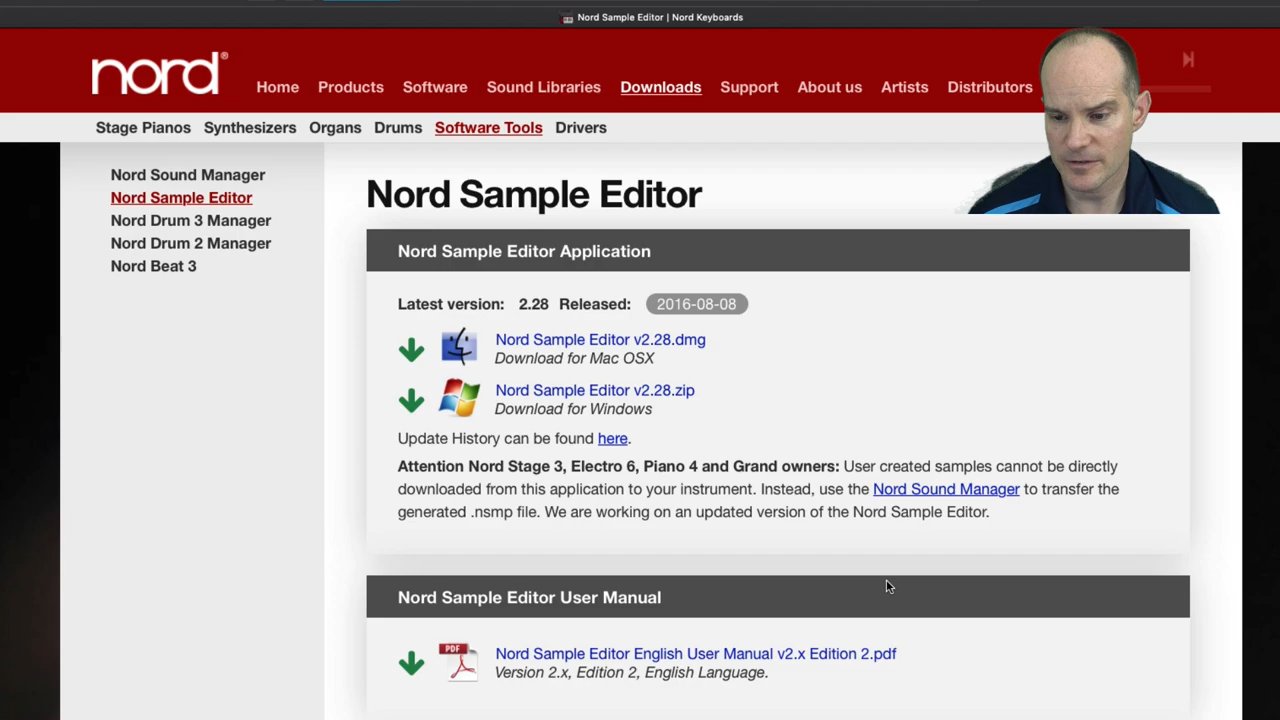 Nord Sample Editor | Nord Keyboards
nord®
Home Products Software Sound Libraries Downloads Support About us Artists Distributors
Stage Pianos Synthesizers Organs Drums Software Tools Drivers
Nord Sound Manager
Nord Sample Editor
Nord Drum 3 Manager
Nord Drum 2 Manager
Nord Beat 3
Nord Sample Editor
Nord Sample Editor Application
Latest version: 2.28 Released: 2016-08-08
Nord Sample Editor v2.28.dmg
Download for Mac OSX
Nord Sample Editor v2.28.zip
Download for Windows
Update History can be found here.
Attention Nord Stage 3, Electro 6, Piano 4 and Grand owners: User created samples cannot be directly
downloaded from this application to your instrument. Instead, use the Nord Sound Manager to transfer the
generated .nsmp file. We are working on an updated version of the Nord Sample Editor.
Nord Sample Editor User Manual
PDF
Nord Sample Editor English User Manual v2.x Edition 2.pdf
Version 2.x, Edition 2, English Language.